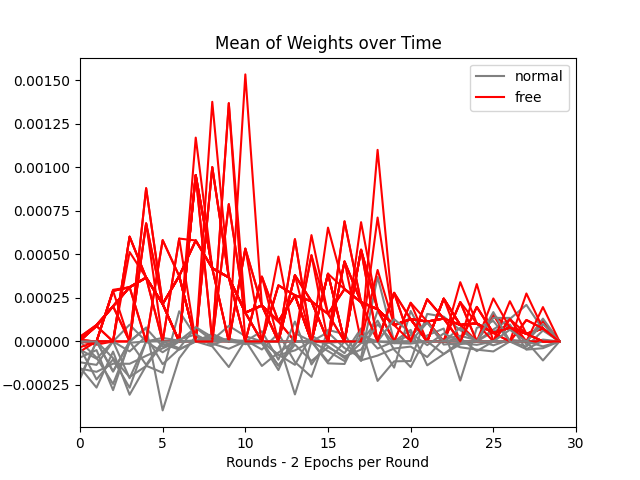 Mean of Weights over Time
normal
free
0.00150
0.00125
0.00100
0.00075
0.00050
0.00025
0.00000
−0.00025
0 5 10 15 20 25 30
Rounds - 2 Epochs per Round